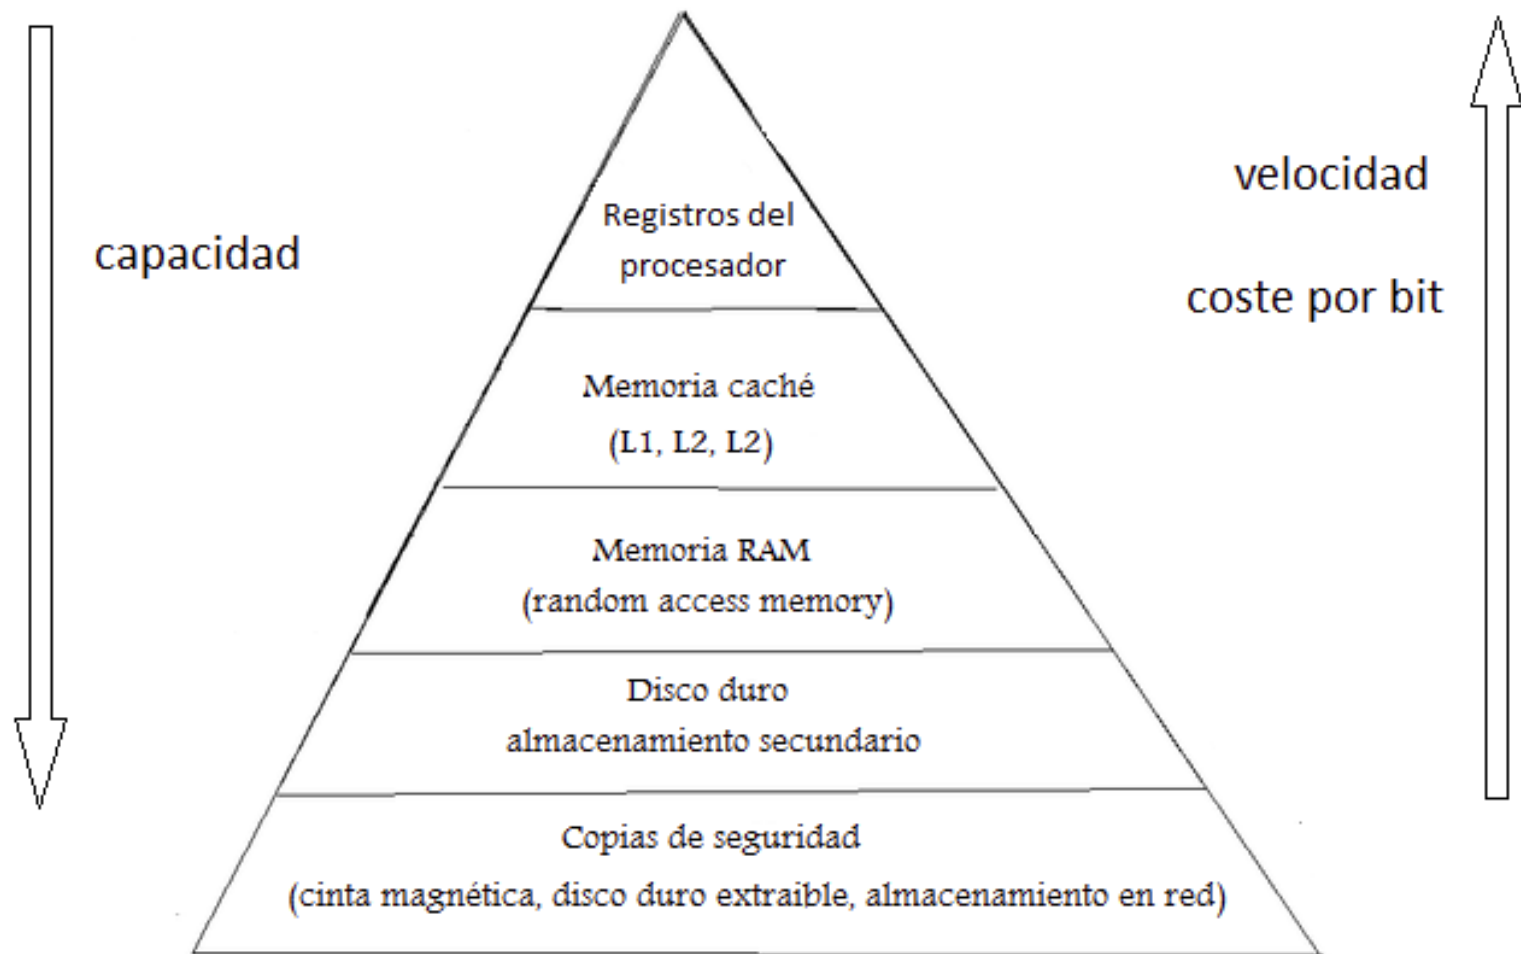 capacidad
velocidad
coste por bit
Registros del
procesador
Memoria caché
(L1, L2, L2)
Memoria RAM
(random access memory)
Disco duro
almacenamiento secundario
Copias de seguridad
(cinta magnética, disco duro extraible, almacenamiento en red)